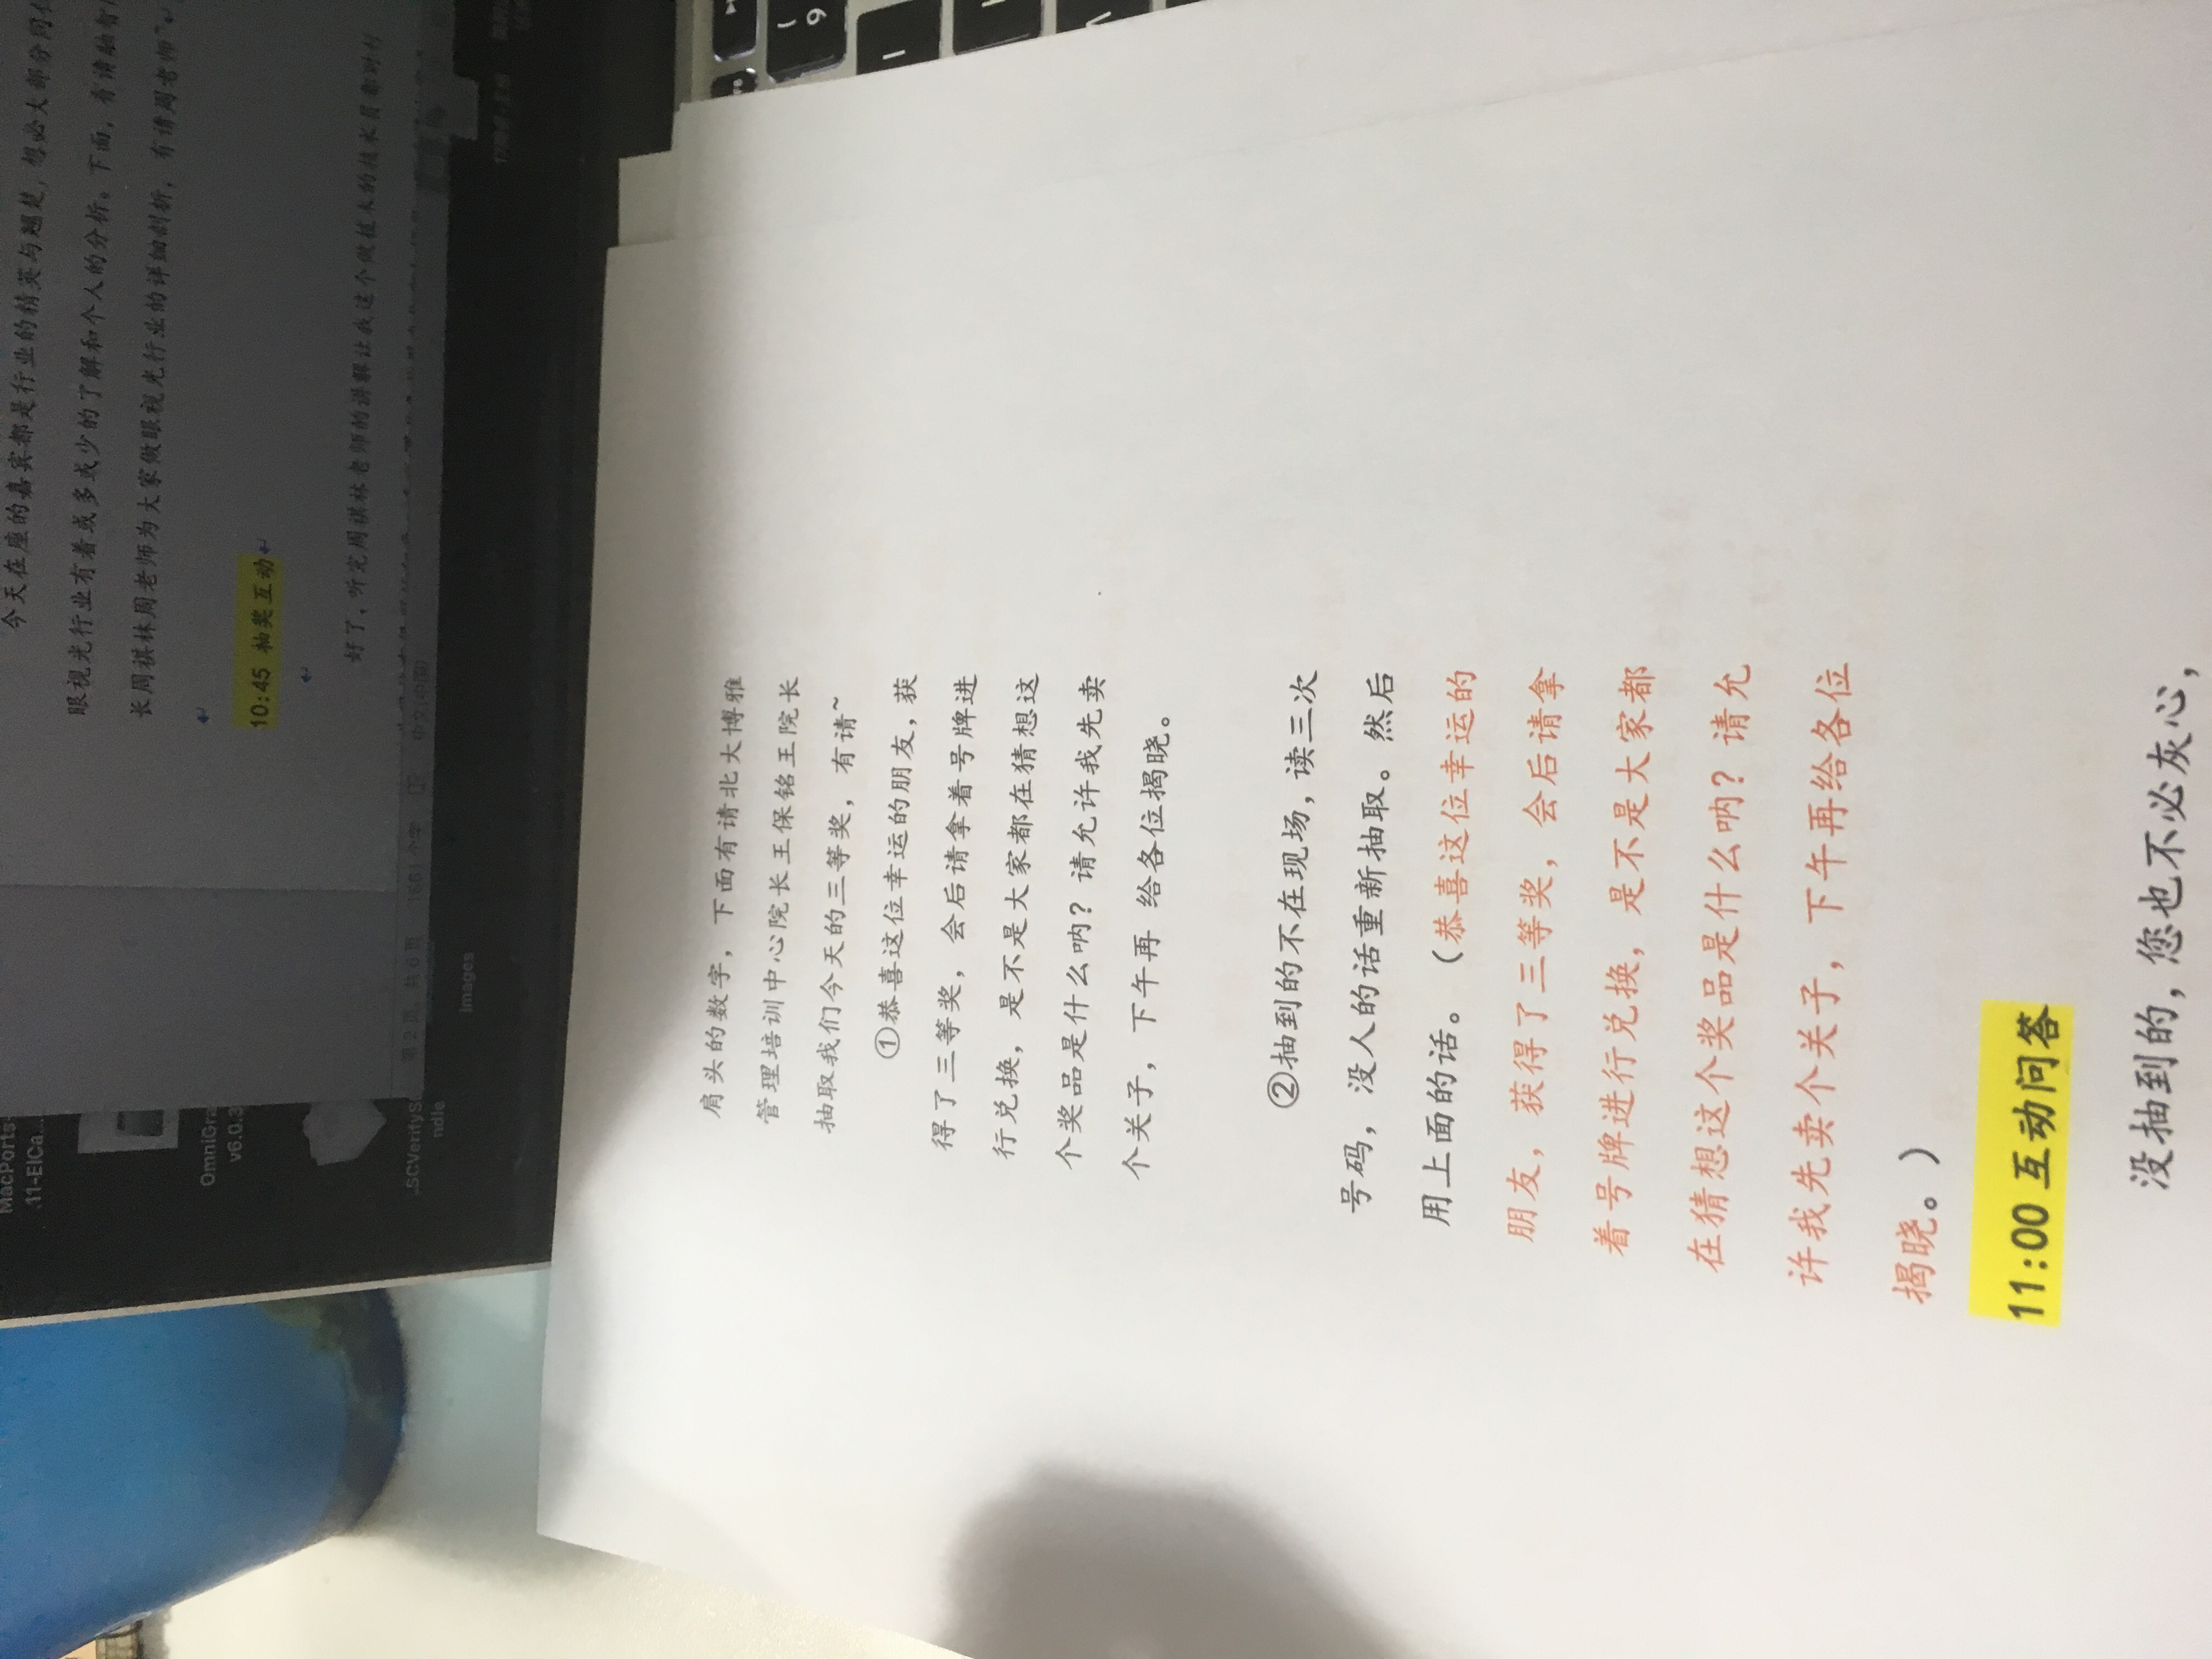 MacPorts-
.11-ElCa...
OmniGra
v6.0.3
.SCVerifyS
ndle
images
今天在座的嘉宾都是行业的精英与翘楚，想必大部分同
眼视光行业有着或多或少的了解和个人的分析。下面，有请融智
长周祺林周老师为大家做眼视光行业的详细剖析，有请周老师
10:45 抽奖互动
好了，听完周祺林老师的讲解让我这个做技术的技术员都对行
第2页，共6页 1681个字 中文(中国)
肩头的数字，下面有请北大博雅
管理培训中心院长王保铭王院长
抽取我们今天的三等奖，有请~
①恭喜这位幸运的朋友，获
得了三等奖，会后请拿着号牌进
行兑换，是不是大家都在猜想这
个奖品是什么呐？请允许我先卖
个关子，下午再 给各位揭晓。
②抽到的不在现场，读三次
号码，没人的话重新抽取。然后
用上面的话。（恭喜这位幸运的
朋友，获得了三等奖，会后请拿
着号牌进行兑换，是不是大家都
在猜想这个奖品是什么呐？请允
许我先卖个关子，下午再给各位
揭晓。）
11:00 互动问答
没抽到的，您也不必灰心，
F8
(
9